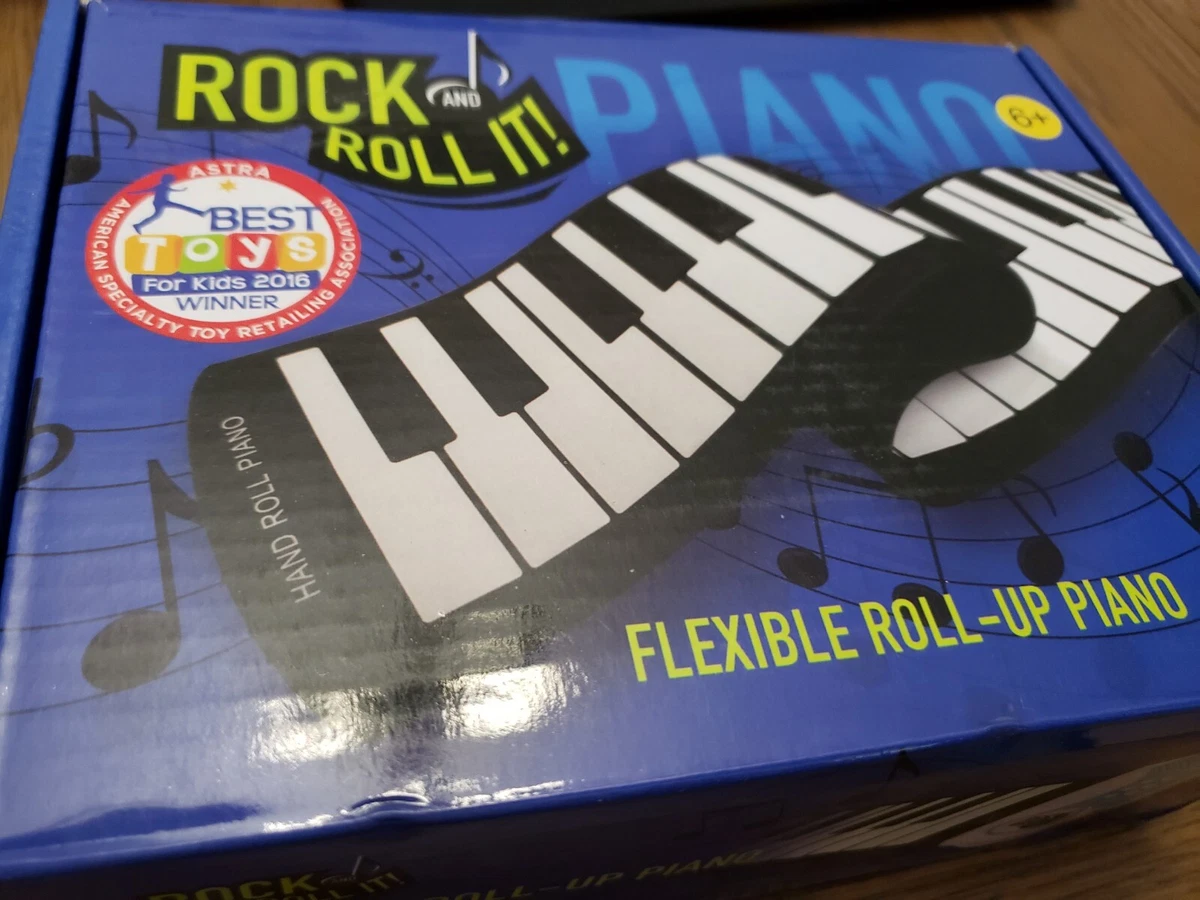 ROCK AND
ROLL IT!
PIANO
6+
ASTRA
AMERICAN SPECIALTY TOY RETAILING ASSOCIATION
BEST
TOYS
For Kids 2016
WINNER
HAND ROLL PIANO
FLEXIBLE ROLL-UP PIANO
ROCK
ROLL IT!
ROLL-UP PIANO